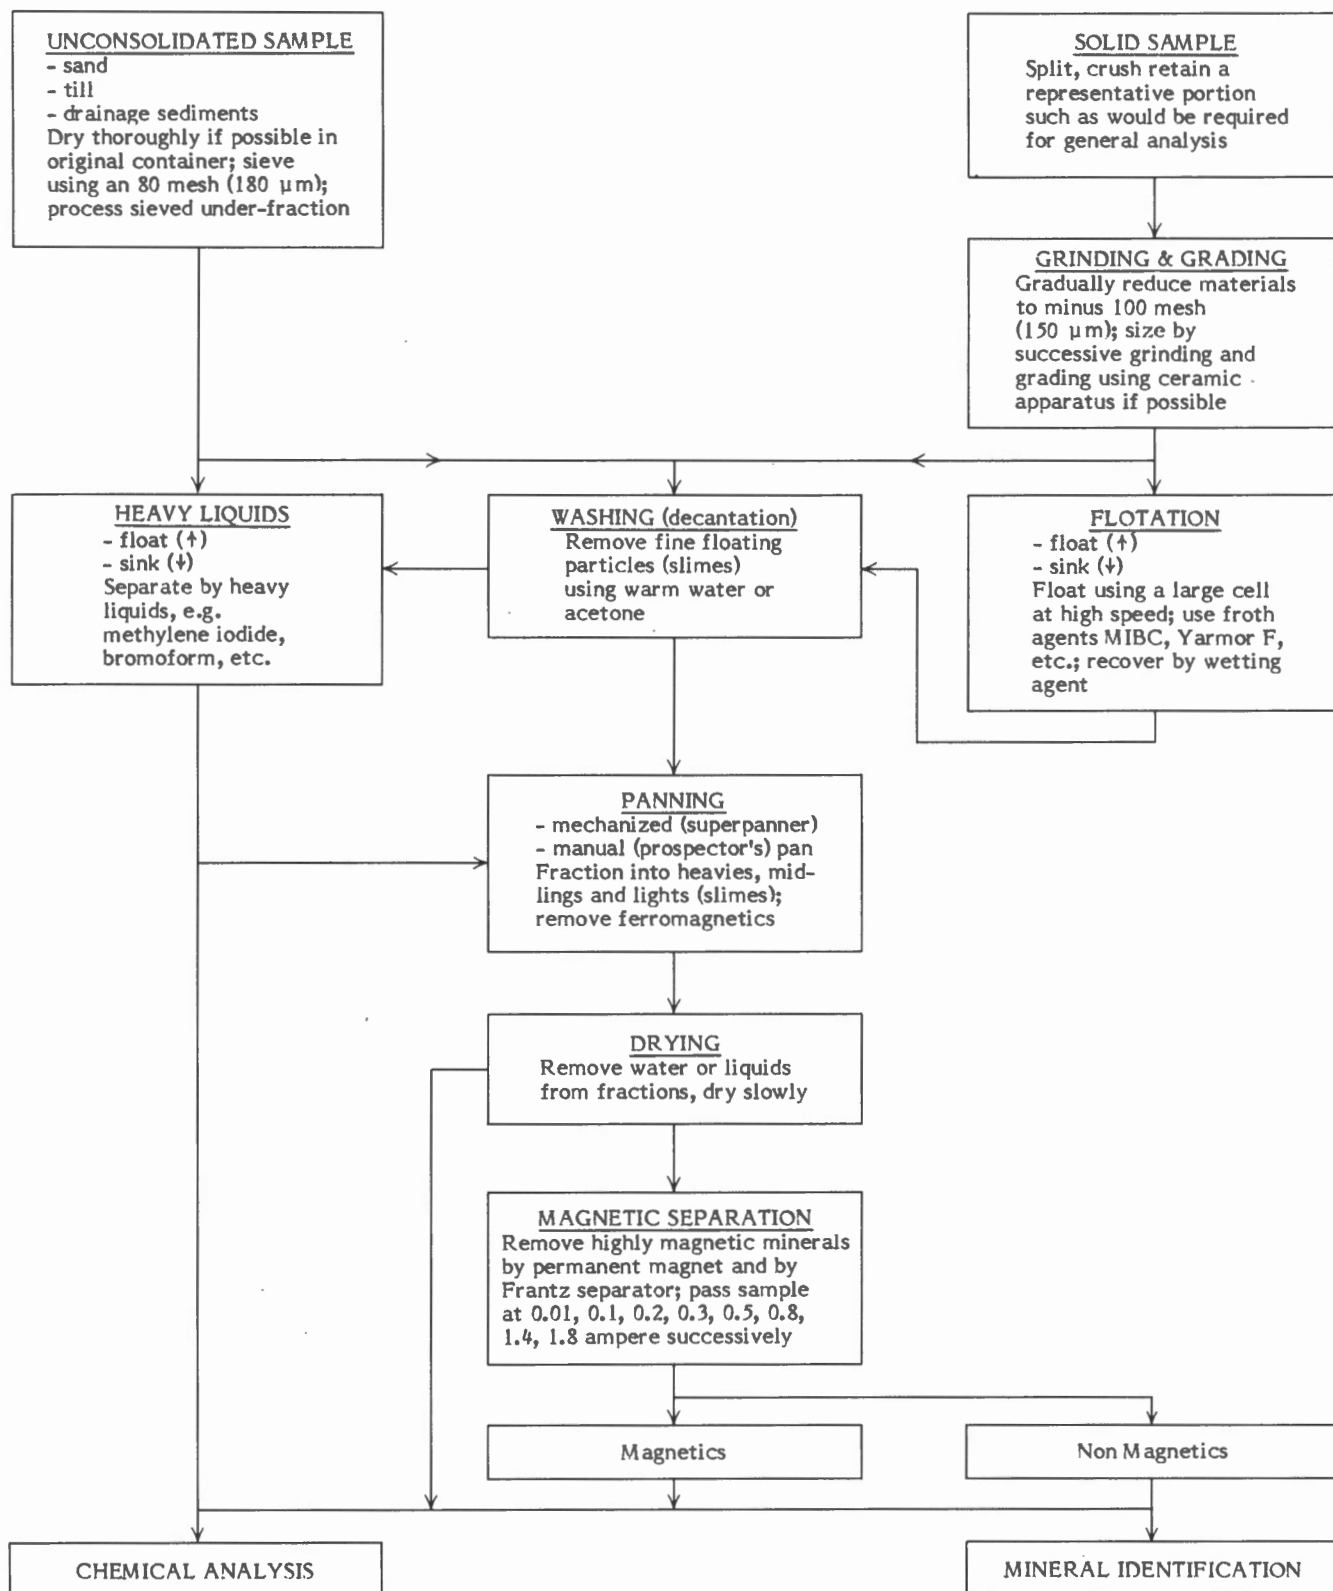 UNCONSOLIDATED SAMPLE
- sand
- till
- drainage sediments
Dry thoroughly if possible in
original container; sieve
using an 80 mesh (180 µm);
process sieved under-fraction
SOLID SAMPLE
Split, crush retain a
representative portion
such as would be required
for general analysis
GRINDING & GRADING
Gradually reduce materials
to minus 100 mesh
(150 µm); size by
successive grinding and
grading using ceramic
apparatus if possible
HEAVY LIQUIDS
- float (↑)
- sink (↓)
Separate by heavy
liquids, e.g.
methylene iodide,
bromoform, etc.
WASHING (decantation)
Remove fine floating
particles (slimes)
using warm water or
acetone
FLOTATION
- float (↑)
- sink (↓)
Float using a large cell
at high speed; use froth
agents MIBC, Yarmor F,
etc.; recover by wetting
agent
PANNING
- mechanized (superpanner)
- manual (prospector's) pan
Fraction into heavies, mid-
lings and lights (slimes);
remove ferromagnetics
DRYING
Remove water or liquids
from fractions, dry slowly
MAGNETIC SEPARATION
Remove highly magnetic minerals
by permanent magnet and by
Frantz separator; pass sample
at 0.01, 0.1, 0.2, 0.3, 0.5, 0.8,
1.4, 1.8 ampere successively
Magnetics
Non Magnetics
CHEMICAL ANALYSIS
MINERAL IDENTIFICATION